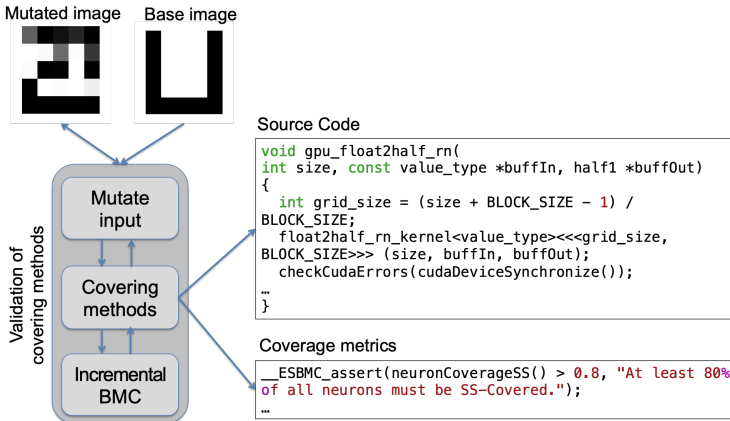 Mutated image
Base image
Validation of
covering methods
Mutate
input
Covering
methods
Incremental
BMC
Source Code
void gpu_float2half_rn(
int size, const value_type *buffIn, half1 *buffOut)
{
int grid_size = (size + BLOCK_SIZE - 1) /
BLOCK_SIZE;
float2half_rn_kernel<value_type><<<grid_size,
BLOCK_SIZE>>> (size, buffIn, buffOut);
checkCudaErrors(cudaDeviceSynchronize());
…
}
Coverage metrics
__ESBMC_assert(neuronCoverageSS() > 0.8, "At least 80%
of all neurons must be SS-Covered.");
…